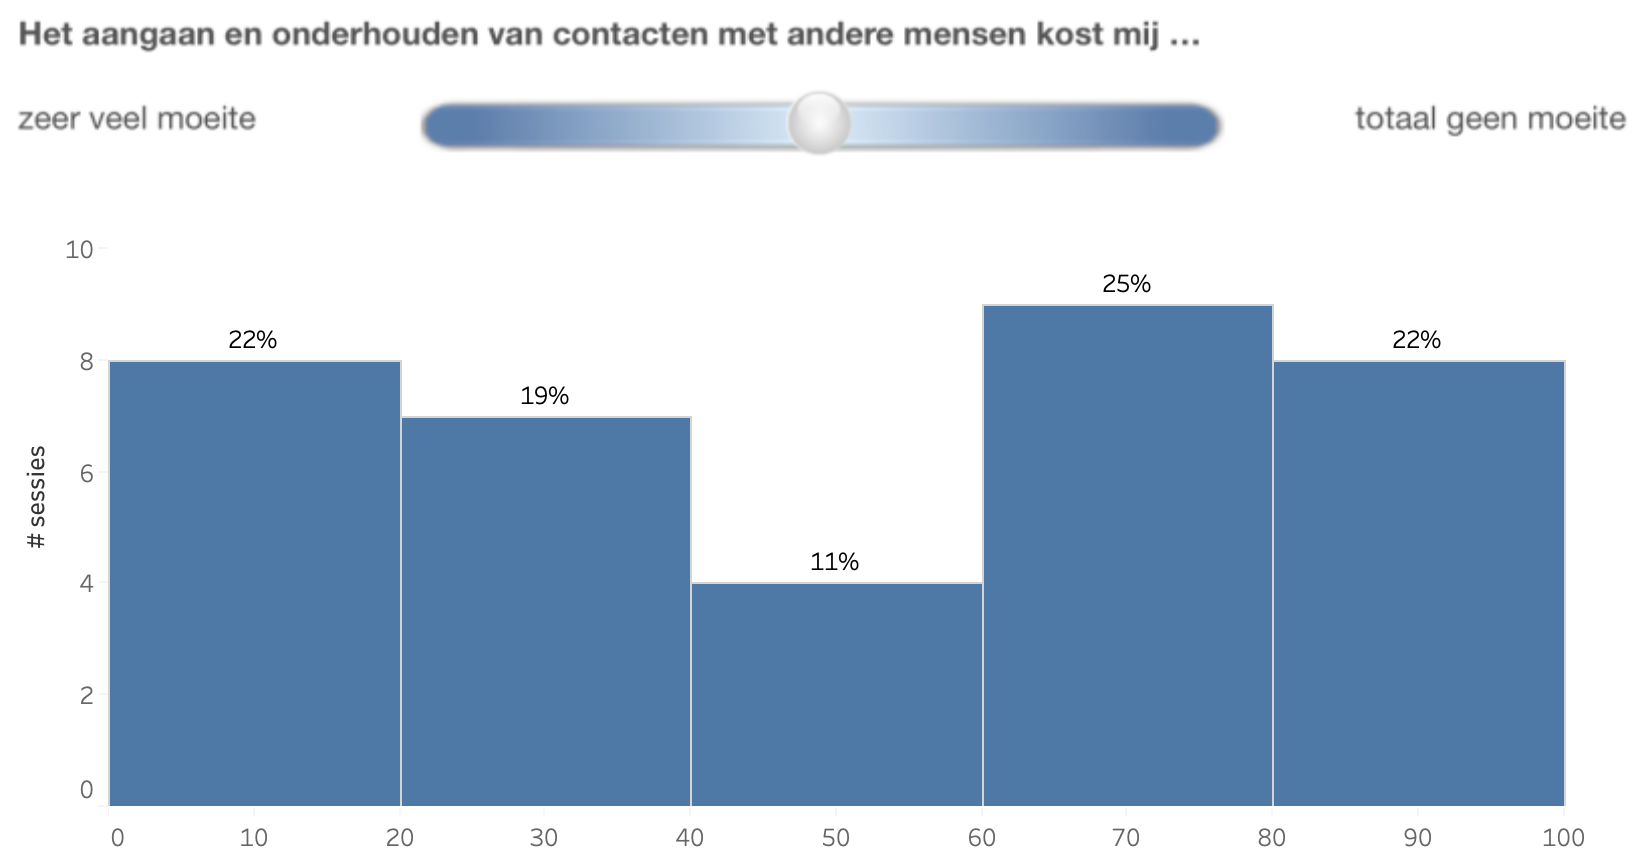 Het aangaan en onderhouden van contacten met andere mensen kost mij ...
zeer veel moeite
totaal geen moeite
10
25%
22%
22%
8
19%
6
# sessies
11%
4
2
0
0 10 20 30 40 50 60 70 80 90 100